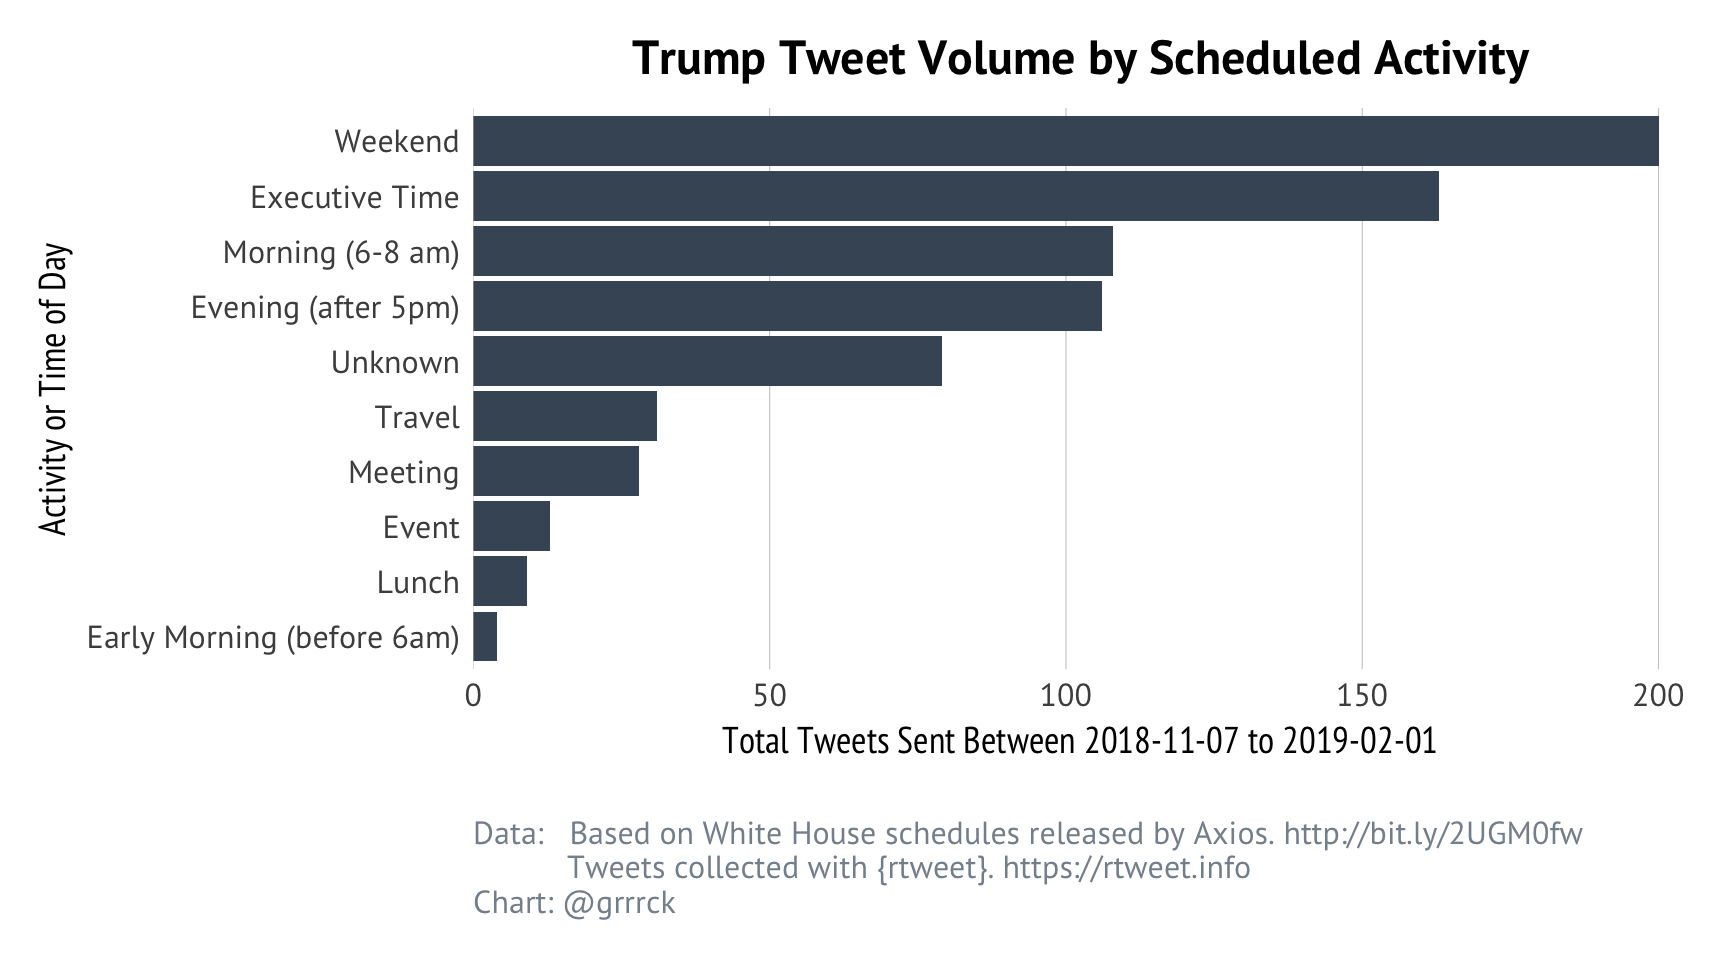 Trump Tweet Volume by Scheduled Activity
Activity or Time of Day
Weekend
Executive Time
Morning (6-8 am)
Evening (after 5pm)
Unknown
Travel
Meeting
Event
Lunch
Early Morning (before 6am)
0 50 100 150 200
Total Tweets Sent Between 2018-11-07 to 2019-02-01
Data: Based on White House schedules released by Axios. http://bit.ly/2UGM0fw
Tweets collected with {rtweet}. https://rtweet.info
Chart: @grrrck